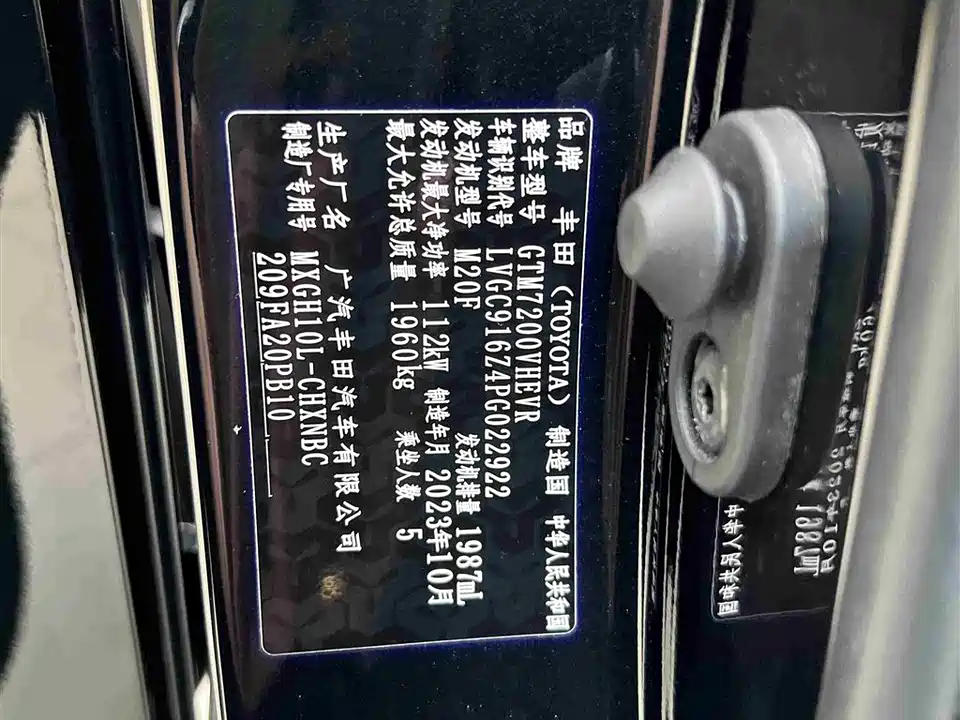 品牌 丰田(TOYOTA) 制造国 中华人民共和国
整车型号 GTM7200VHEVR
车辆识别代号 LVGC916Z4PG022922
发动机型号 M20F 发动机排量 1987mL
发动机最大净功率 112kW 制造年月 2023年10月
最大允许总质量 1960kg 乘坐人数 5
生产厂名 广汽丰田汽车有限公司
制造厂专用号 MXGH10L-CHXNBC
209FA20PB10